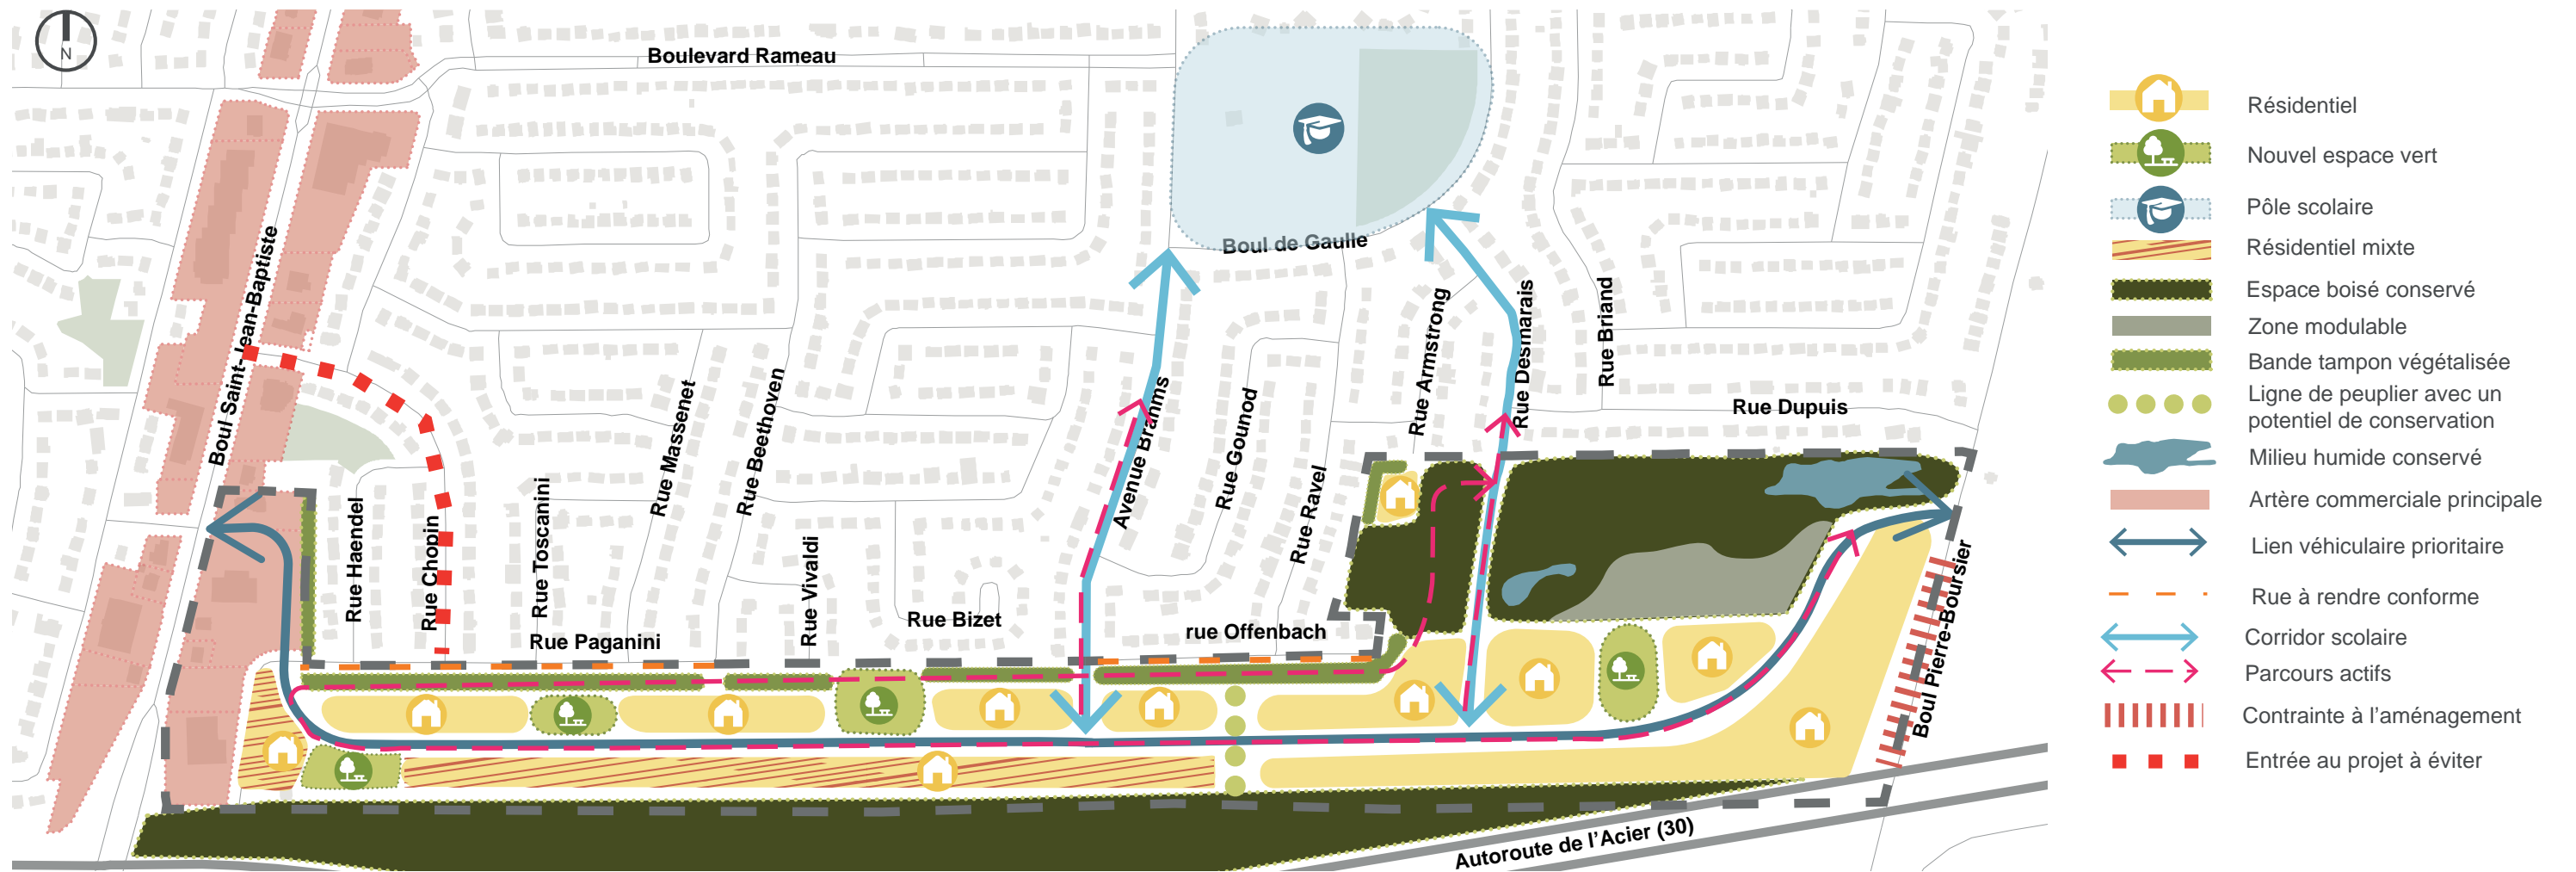 N
Boulevard Rameau
Boul de Gaulle
Boul Saint-Jean-Baptiste
Rue Haendel
Rue Chopin
Rue Toscanini
Rue Massenet
Rue Beethoven
Rue Vivaldi
Rue Paganini
Rue Bizet
Avenue Brahms
Rue Gounod
Rue Ravel
rue Offenbach
Rue Armstrong
Rue Desmarais
Rue Briand
Rue Dupuis
Boul Pierre-Boursier
Autoroute de l'Acier (30)
Résidentiel
Nouvel espace vert
Pôle scolaire
Résidentiel mixte
Espace boisé conservé
Zone modulable
Bande tampon végétalisée
Ligne de peuplier avec un
potentiel de conservation
Milieu humide conservé
Artère commerciale principale
Lien véhiculaire prioritaire
Rue à rendre conforme
Corridor scolaire
Parcours actifs
Contrainte à l'aménagement
Entrée au projet à éviter